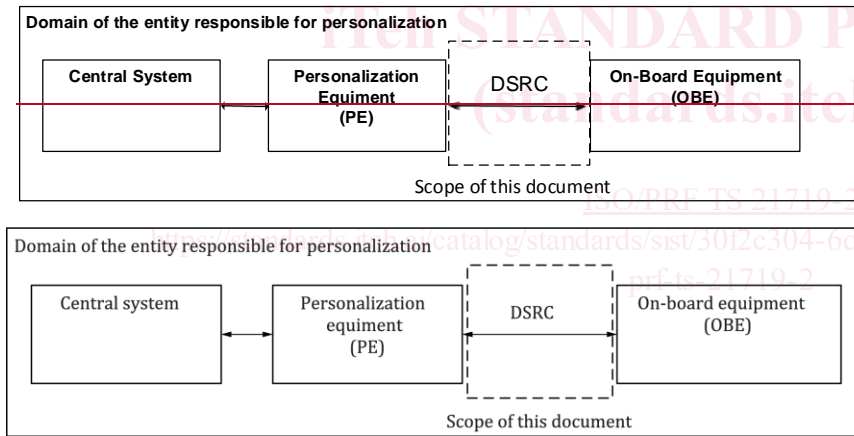 iTeh STANDARD P
Domain of the entity responsible for personalization
Central System
Personalization
Equiment
(PE)
DSRC
On-Board Equipment
(OBE)
(standards.iteh
Scope of this document
ISO/PRF TS 21719-2
Domain of the entity responsible for personalization
https://standards.iteh.ai/catalog/standards/sist/30f2c304-6c
prf-ts-21719-2
Central system
Personalization
equiment
(PE)
DSRC
On-board equipment
(OBE)
Scope of this document